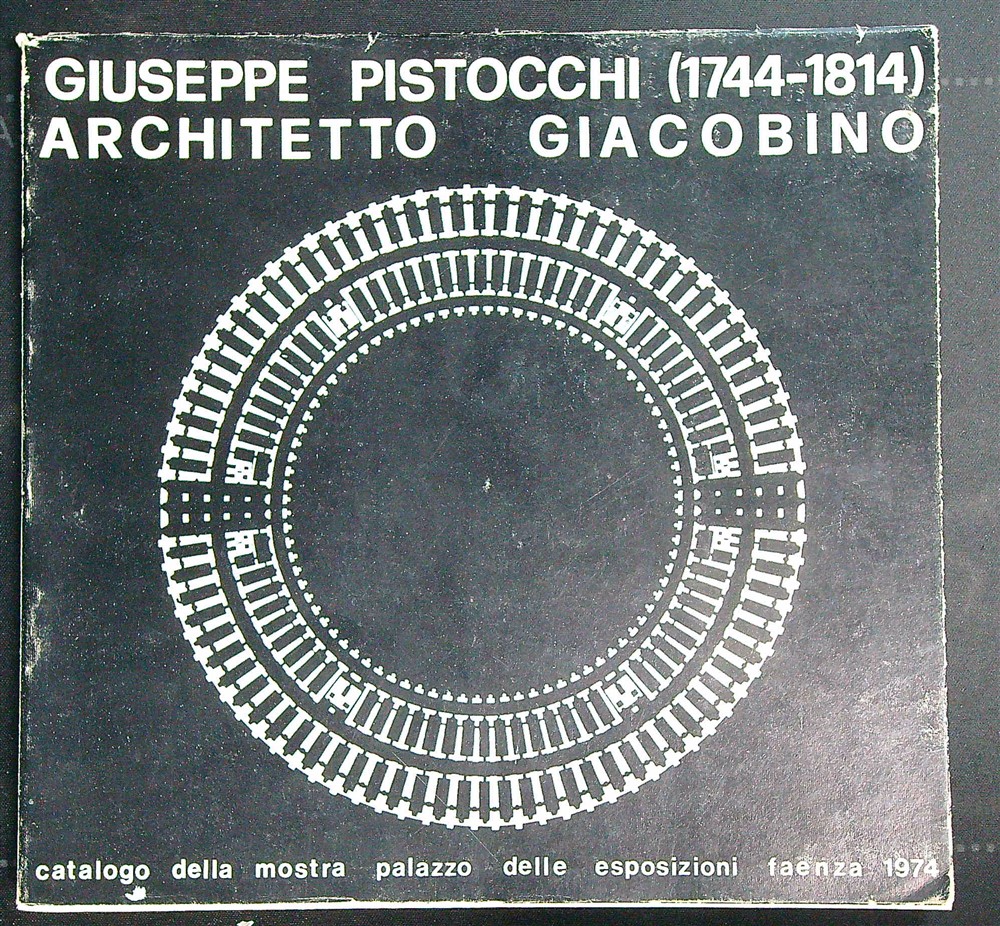 GIUSEPPE PISTOCCHI (1744-1814)
ARCHITETTO GIACOBINO
catalogo della mostra palazzo delle esposizioni faenza 1974